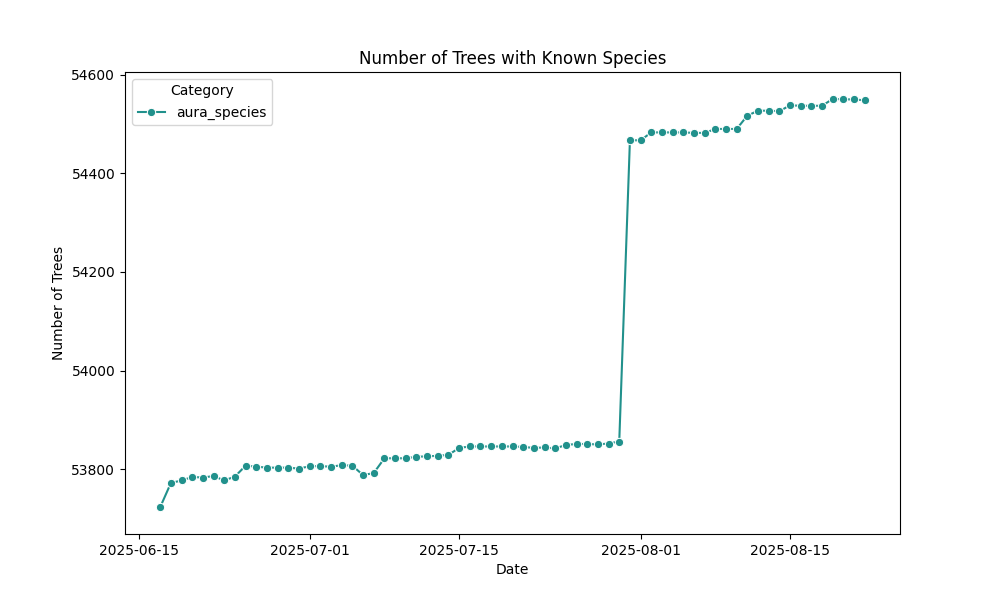 Number of Trees with Known Species
54600
54400
54200
54000
53800
Number of Trees
Category
aura_species
2025-06-15
2025-07-01
2025-07-15
2025-08-01
2025-08-15
Date